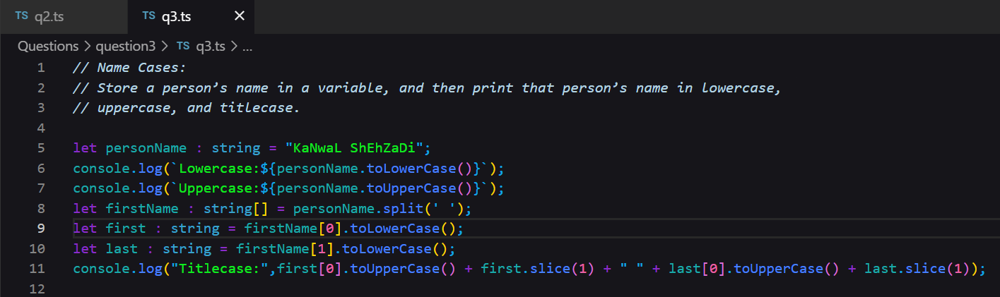 TS q2.ts TS q3.ts ×
Questions > question3 > TS q3.ts > ...
1 // Name Cases:
2 // Store a person’s name in a variable, and then print that person’s name in lowercase,
3 // uppercase, and titlecase.
4
5 let personName : string = "KaNwaL ShEhZaDi";
6 console.log(`Lowercase:${personName.toLowerCase()}`);
7 console.log(`Uppercase:${personName.toUpperCase()}`);
8 let firstName : string[] = personName.split(' ');
9 let first : string = firstName[0].toLowerCase();
10 let last : string = firstName[1].toLowerCase();
11 console.log("Titlecase:",first[0].toUpperCase() + first.slice(1) + " " + last[0].toUpperCase() + last.slice(1));
12